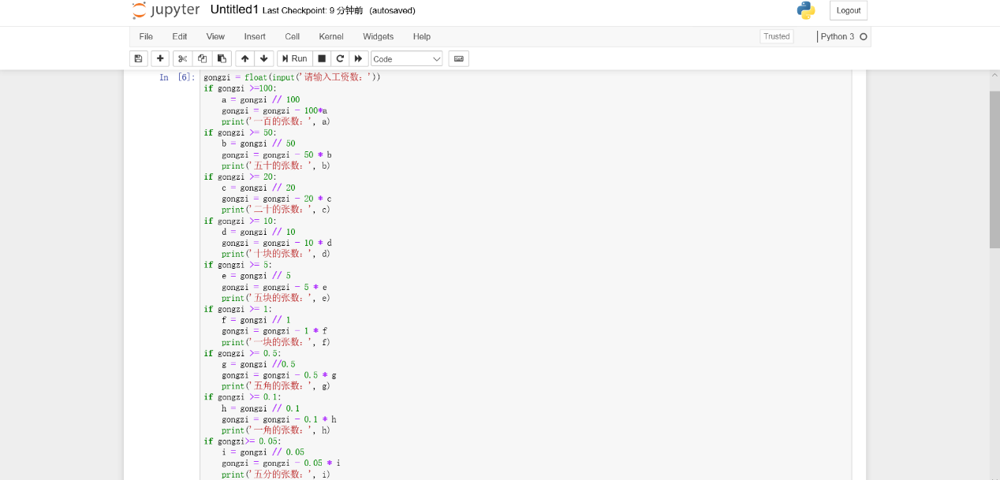 jupyter Untitled1 Last Checkpoint: 9 分钟前 (autosaved)
Logout
File Edit View Insert Cell Kernel Widgets Help
Trusted Python 3
Run Code
In [6]: gongzi = float(input('请输入工资数：'))
if gongzi >=100:
    a = gongzi // 100
    gongzi = gongzi - 100*a
    print('一百的张数：', a)
if gongzi >= 50:
    b = gongzi // 50
    gongzi = gongzi - 50 * b
    print('五十的张数：', b)
if gongzi >= 20:
    c = gongzi // 20
    gongzi = gongzi - 20 * c
    print('二十的张数：', c)
if gongzi >= 10:
    d = gongzi // 10
    gongzi = gongzi - 10 * d
    print('十块的张数：', d)
if gongzi >= 5:
    e = gongzi // 5
    gongzi = gongzi - 5 * e
    print('五块的张数：', e)
if gongzi >= 1:
    f = gongzi // 1
    gongzi = gongzi - 1 * f
    print('一块的张数：', f)
if gongzi >= 0.5:
    g = gongzi //0.5
    gongzi = gongzi - 0.5 * g
    print('五角的张数：', g)
if gongzi >= 0.1:
    h = gongzi // 0.1
    gongzi = gongzi - 0.1 * h
    print('一角的张数：', h)
if gongzi>= 0.05:
    i = gongzi // 0.05
    gongzi = gongzi - 0.05 * i
    print('五分的张数：', i)